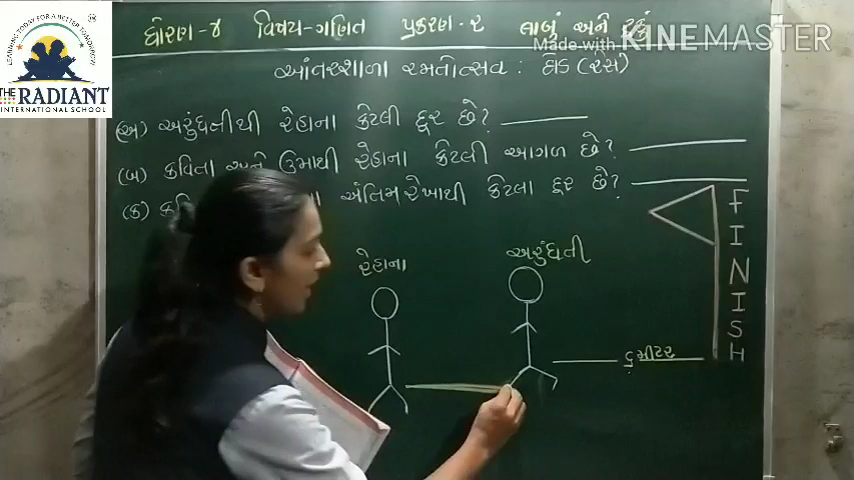 LEARNING TODAY FOR A BETTER TOMORROW
THE RADIANT
INTERNATIONAL SCHOOL
Made with KINEMASTER
ધોરણ-૪ વિષય-ગણિત પ્રકરણ-૨ લાબું અને ટૂંકું
આંતરશાળા રમતોત્સવ : દોડ (રેસ)
(અ) અરુંધતીથી રેહાના કેટલી દૂર છે?
(બ) કવિતા અને ઉમાથી રેહાના કેટલી આગળ છે?
(ક) અંતિમ રેખાથી કેટલા દૂર છે?
રેહાના
અરુંધતી
૬ મીટર
FINISH